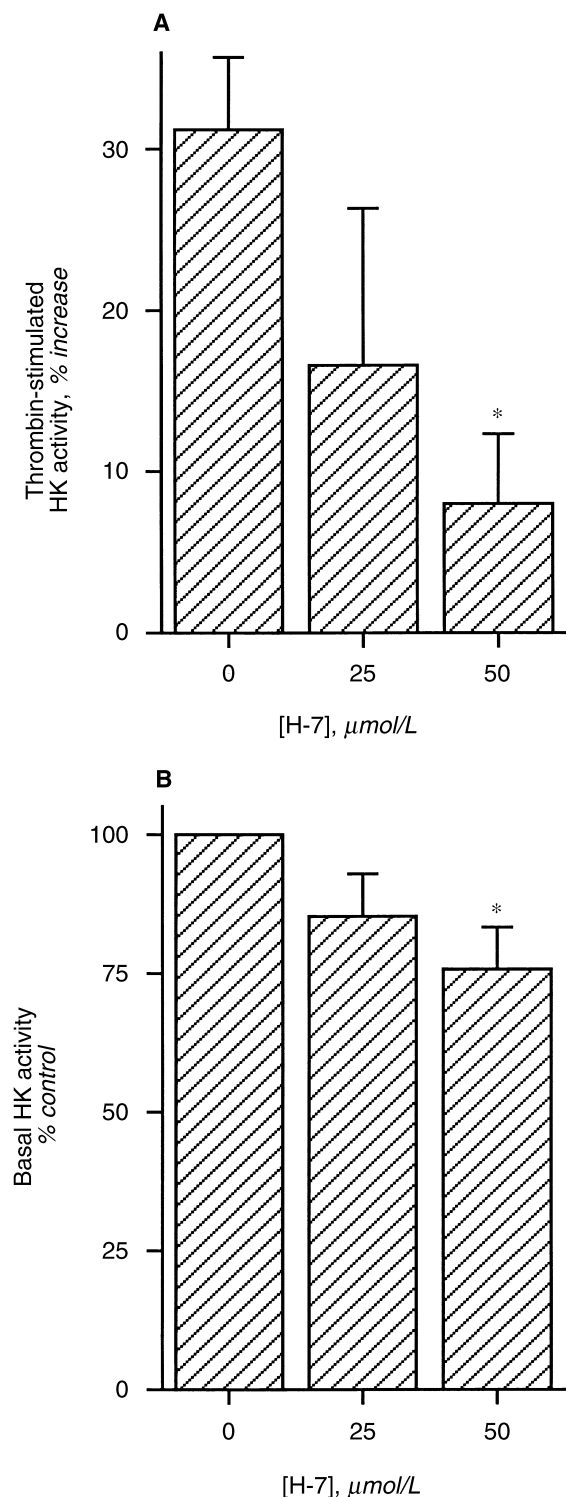 A
Thrombin-stimulated
HK activity, % increase
30
20
10
0
*
0 25 50
[H-7], μmol/L
B
Basal HK activity
% control
100
75
50
25
0
*
0 25 50
[H-7], μmol/L